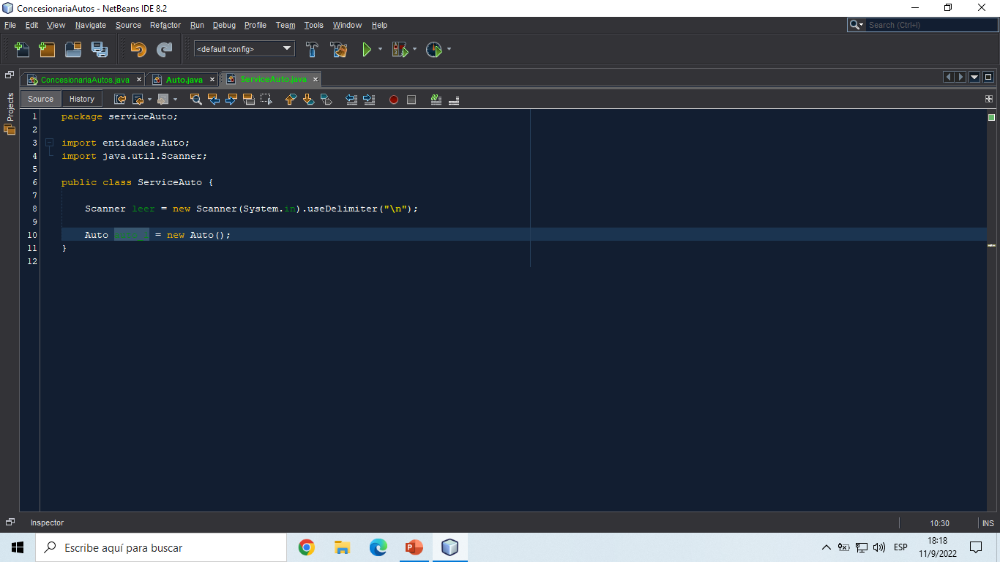 ConcesionariaAutos - NetBeans IDE 8.2
File Edit View Navigate Source Refactor Run Debug Profile Team Tools Window Help
Search (Ctrl+I)
<default config>
ConcesionariaAutos.java Auto.java ServiceAuto.java
Projects
Source History
1 package serviceAuto;
2
3 import entidades.Auto;
4 import java.util.Scanner;
5
6 public class ServiceAuto {
7
8 Scanner leer = new Scanner(System.in).useDelimiter("\n");
9
10 Auto = new Auto();
11 }
12
Inspector
10:30 INS
Escribe aquí para buscar
ESP
18:18
11/9/2022